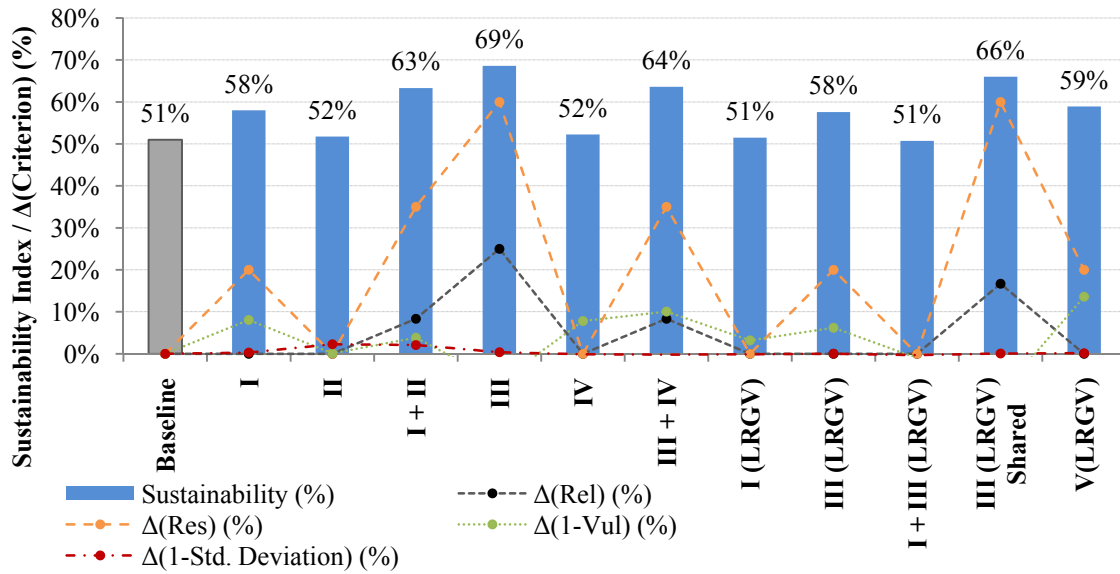 Sustainability Index / Δ(Criterion) (%)
80%
70%
60%
50%
40%
30%
20%
10%
0%
51%
58%
52%
63%
69%
52%
64%
51%
58%
51%
66%
59%
Baseline
I
II
I + II
III
IV
III + IV
I (LRGV)
III (LRGV)
I + III (LRGV)
III (LRGV)
Shared
V(LRGV)
Sustainability (%)
Δ(Rel) (%)
Δ(Res) (%)
Δ(1-Vul) (%)
Δ(1-Std. Deviation) (%)